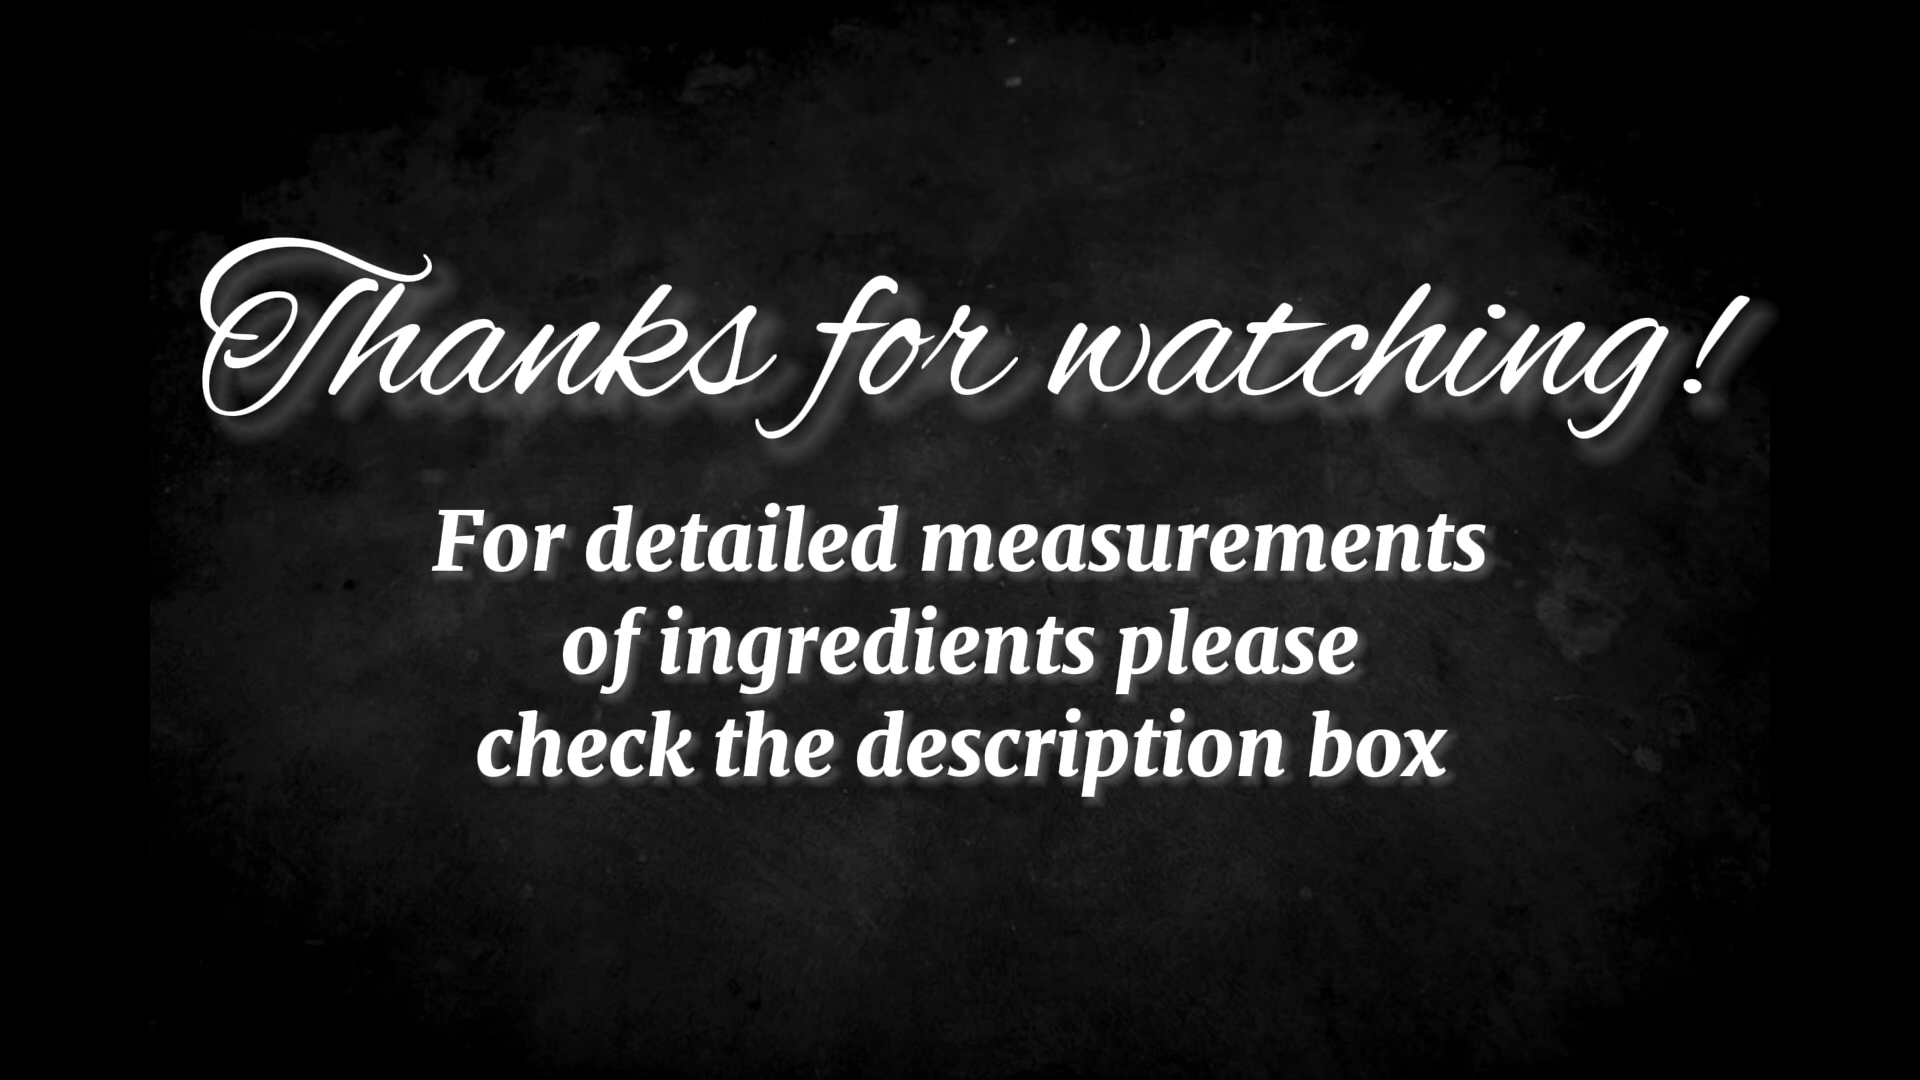 Thanks for watching!
For detailed measurements
of ingredients please
check the description box